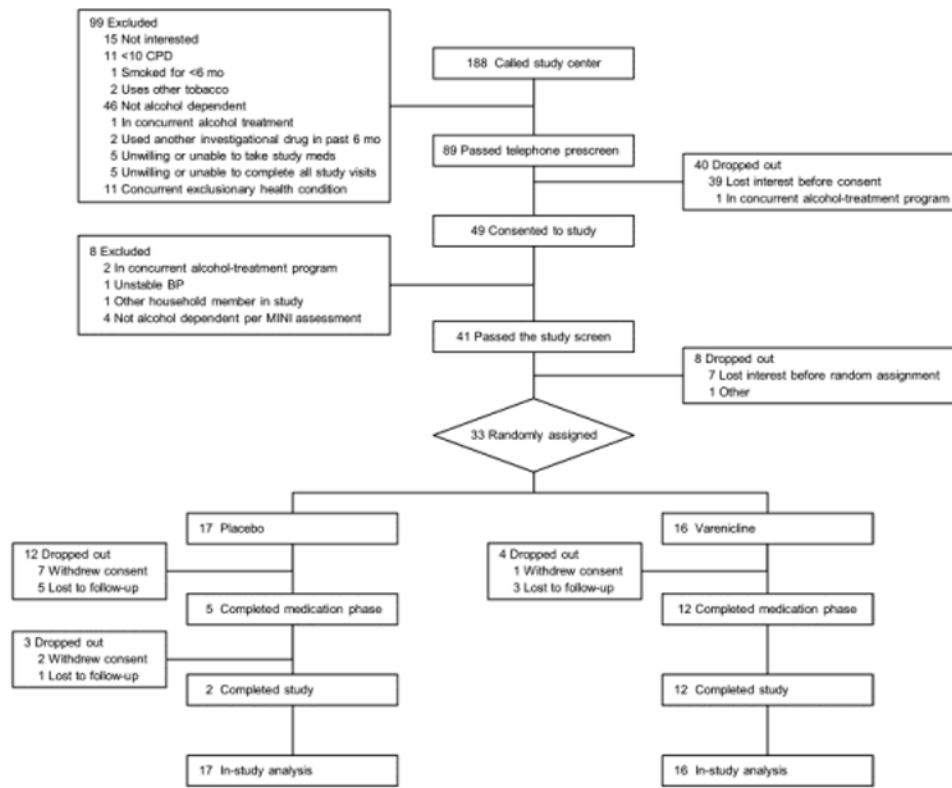 99 Excluded
15 Not interested
11 <10 CPD
1 Smoked for <6 mo
2 Uses other tobacco
46 Not alcohol dependent
1 In concurrent alcohol treatment
2 Used another investigational drug in past 6 mo
5 Unwilling or unable to take study meds
5 Unwilling or unable to complete all study visits
11 Concurrent exclusionary health condition
188 Called study center
89 Passed telephone prescreen
40 Dropped out
39 Lost interest before consent
1 In concurrent alcohol-treatment program
49 Consented to study
8 Excluded
2 In concurrent alcohol-treatment program
1 Unstable BP
1 Other household member in study
4 Not alcohol dependent per MINI assessment
41 Passed the study screen
8 Dropped out
7 Lost interest before random assignment
1 Other
33 Randomly assigned
17 Placebo
16 Varenicline
12 Dropped out
7 Withdrew consent
5 Lost to follow-up
4 Dropped out
1 Withdrew consent
3 Lost to follow-up
5 Completed medication phase
12 Completed medication phase
3 Dropped out
2 Withdrew consent
1 Lost to follow-up
2 Completed study
12 Completed study
17 In-study analysis
16 In-study analysis